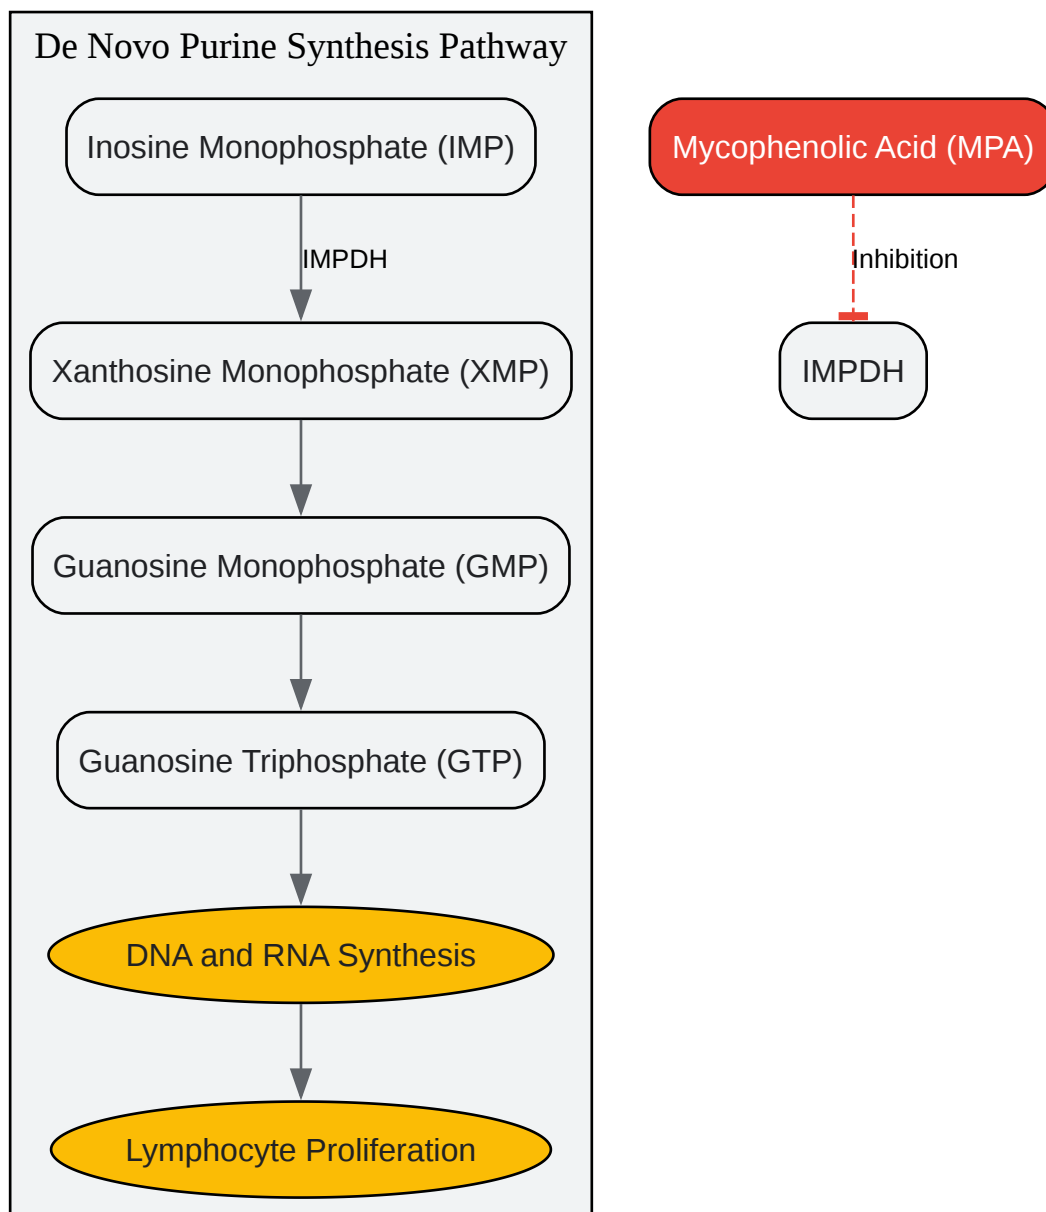 De Novo Purine Synthesis Pathway
Inosine Monophosphate (IMP)
Mycophenolic Acid (MPA)
IMPDH
Inhibition
Xanthosine Monophosphate (XMP)
IMPDH
Guanosine Monophosphate (GMP)
Guanosine Triphosphate (GTP)
DNA and RNA Synthesis
Lymphocyte Proliferation